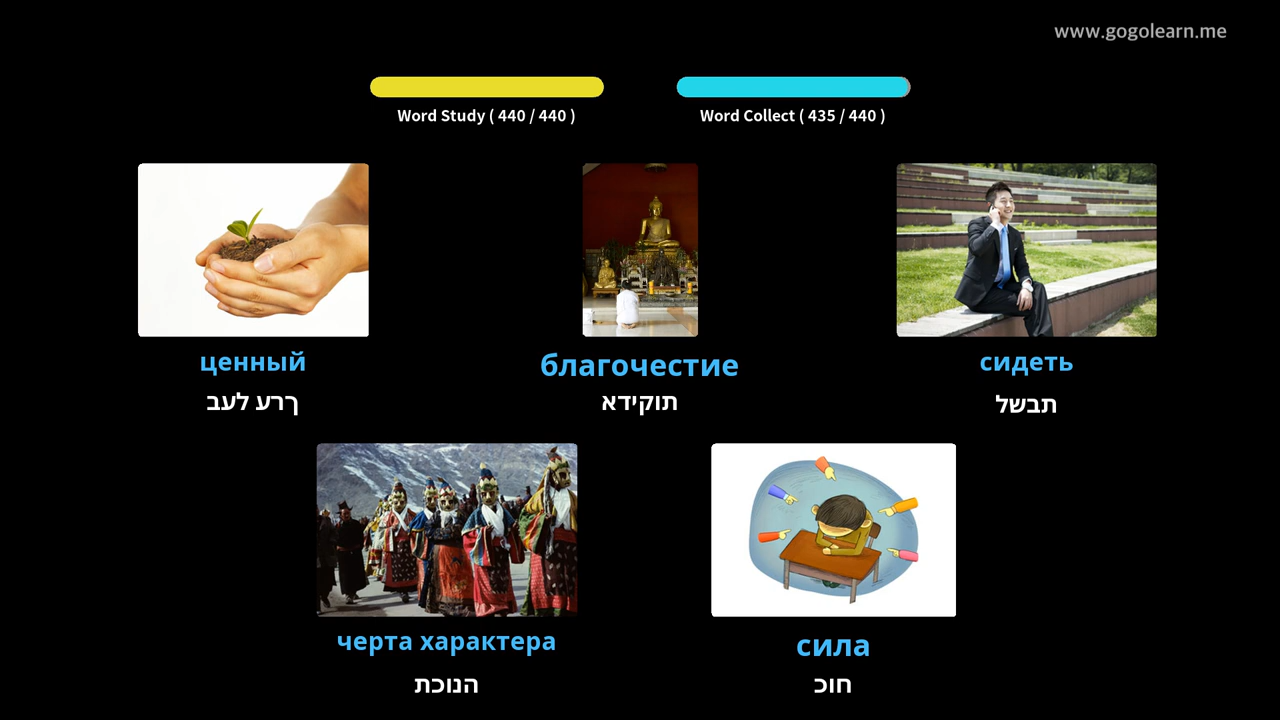 www.gogolearn.me
Word Study ( 440 / 440 )
Word Collect ( 435 / 440 )
ценный
ךרע לעב
благочестие
תוקידא
сидеть
תבשל
черта характера
הנוכת
сила
חוכ